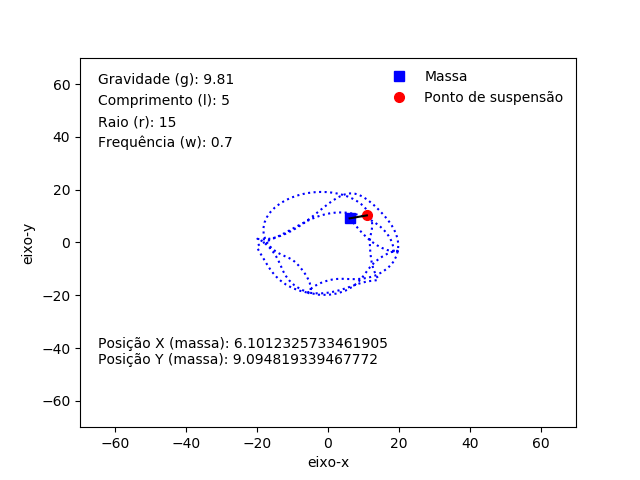 Gravidade (g): 9.81
Comprimento (l): 5
Raio (r): 15
Frequência (w): 0.7
Massa
Ponto de suspensão
Posição X (massa): 6.1012325733461905
Posição Y (massa): 9.094819339467772
eixo-y
60
40
20
0
−20
−40
−60
−60
−40
−20
0
20
40
60
eixo-x